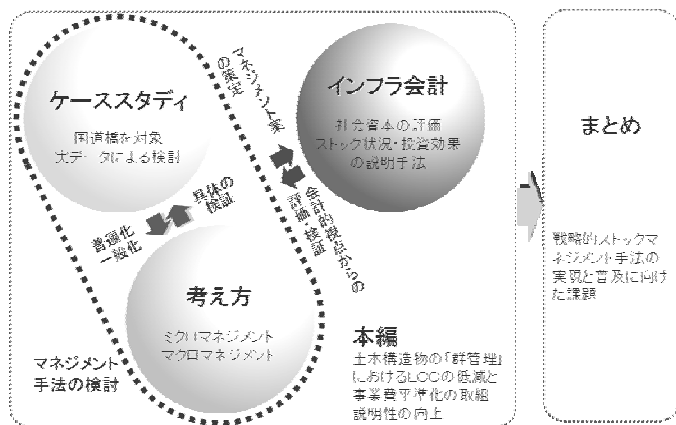 ケーススタディ
国道橋を対象
実データによる検討
マネジメント案
の策定
インフラ会計
社会資本の評価
ストック状況・投資効果
の説明手法
まとめ
戦略的ストックマ
ネジメント手法の
実現と普及に向け
た課題
普遍化
一般化
具体の
検証
会計的視点からの
評価・検証
考え方
ミクロマネジメント
マクロマネジメント
マネジメント
手法の検討
本編
土木構造物の「群管理」
におけるLCCの低減と
事業費平準化の取組
説明性の向上